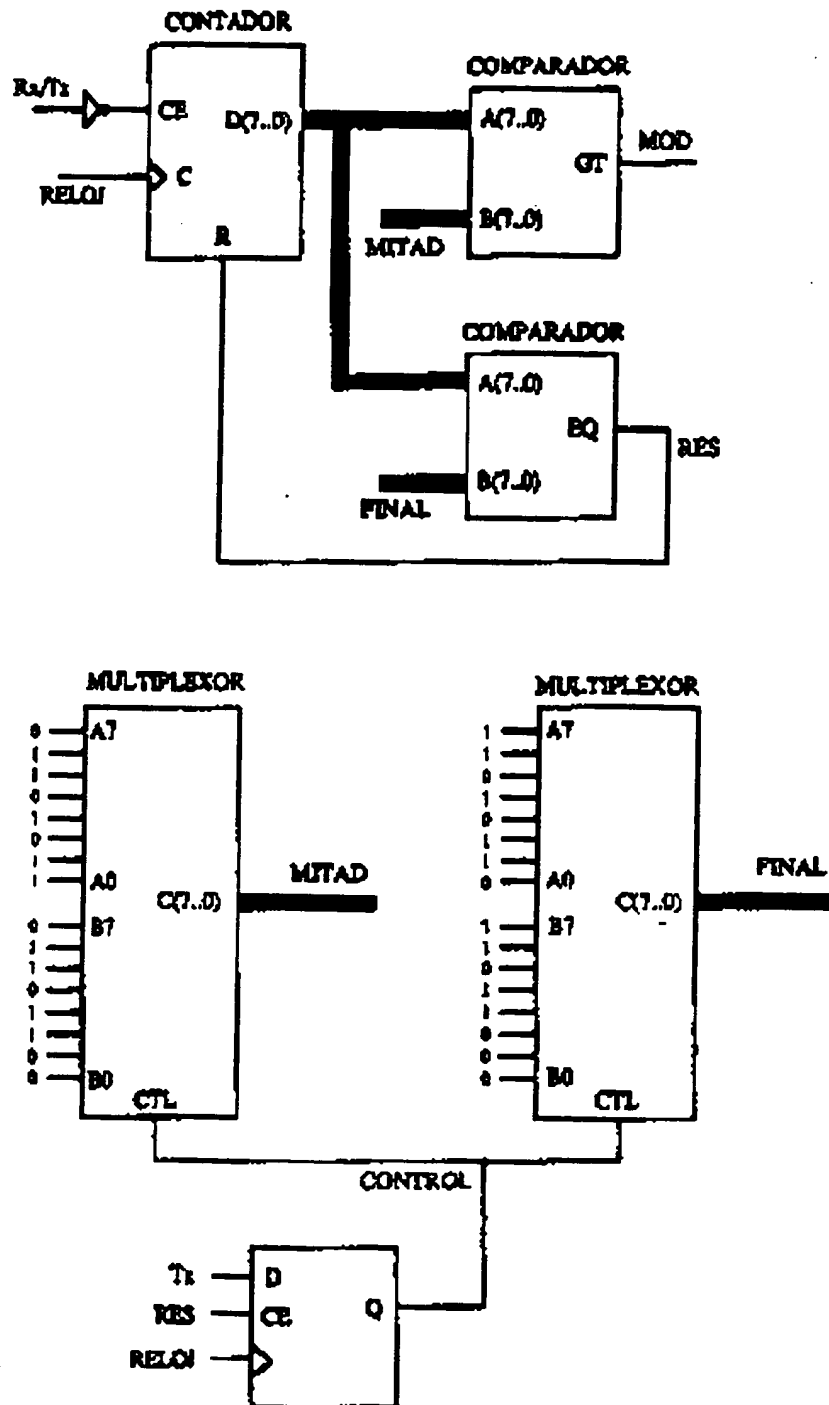 CONTADOR
COMPARADOR
Rx/Tx
CE
D(7..0)
A(7..0)
MOD
GT
C
RELOJ
B(7..0)
R
MITAD
COMPARADOR
A(7..0)
EQ
RES
B(7..0)
FINAL
MULTIPLEXOR
MULTIPLEXOR
0 A7
1
1
0
1
0
1
1 A0
MITAD
C(7..0)
0 B7
1
1
0
1
1
0
0 B0
CTL
1 A7
1
0
1
0
1
1
0 A0
FINAL
C(7..0)
1 B7
1
0
1
1
0
0
0 B0
CTL
CONTROL
Tx D
Q
RES CE
RELOJ